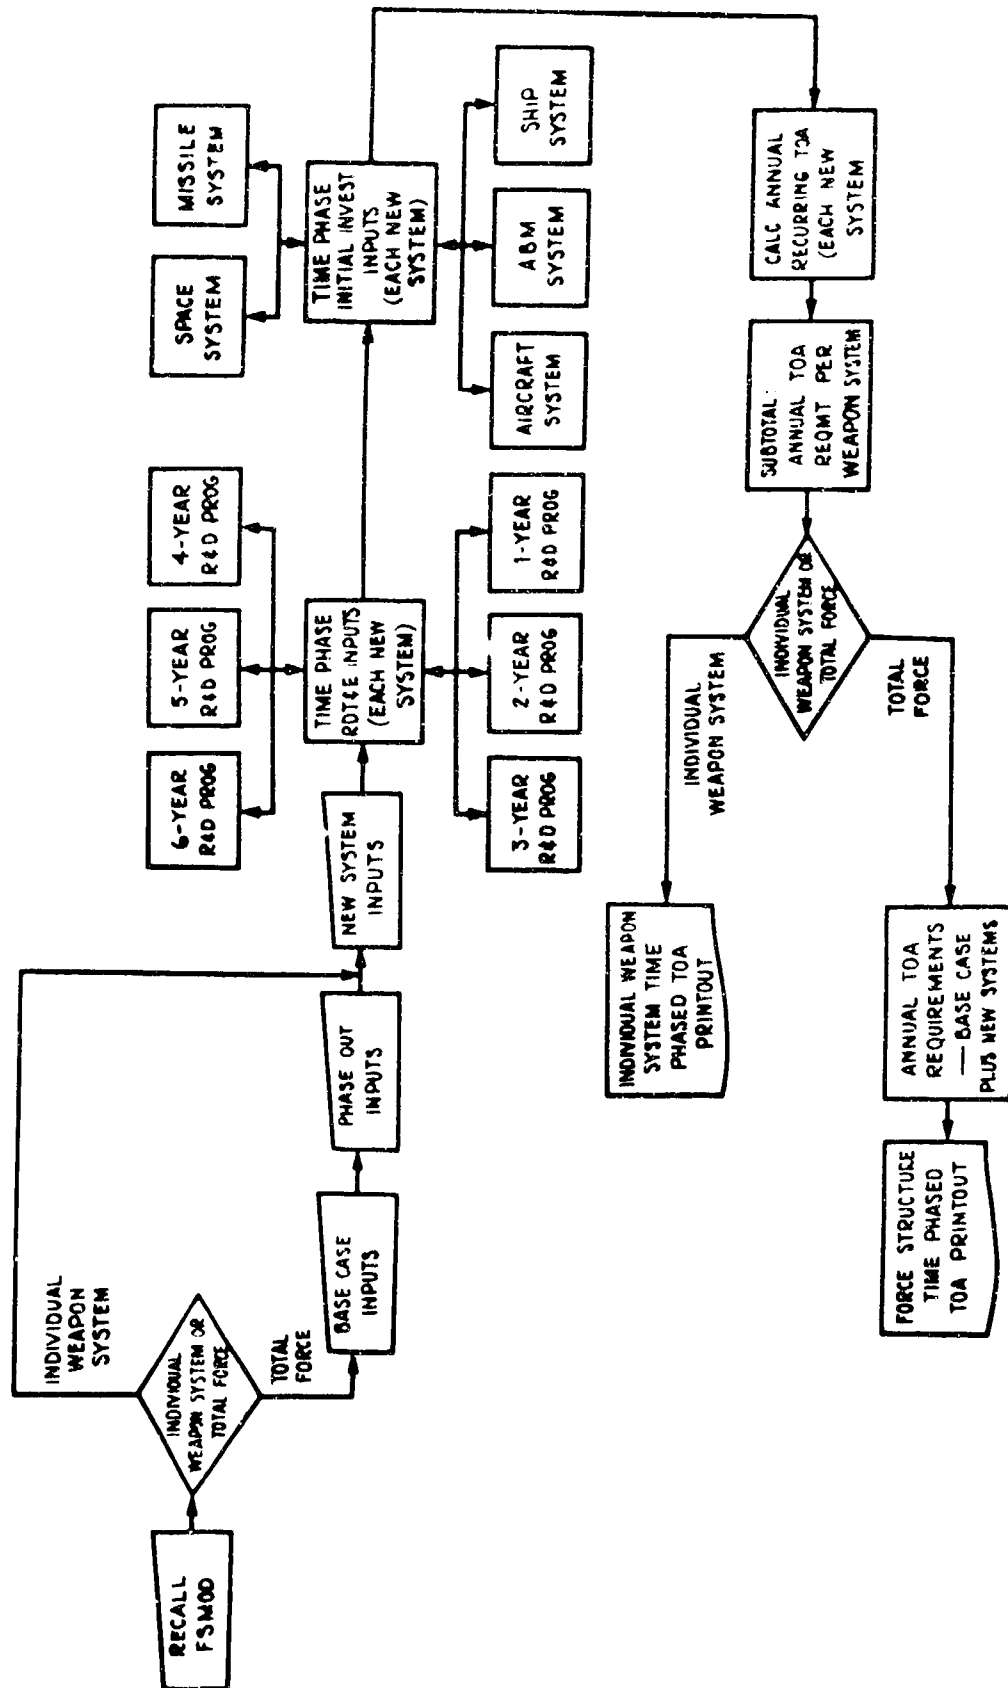 RECALL
FSMOD
INDIVIDUAL
WEAPON SYSTEM OR
TOTAL FORCE
INDIVIDUAL
WEAPON
SYSTEM
TOTAL
FORCE
BASE CASE
INPUTS
PHASE OUT
INPUTS
NEW SYSTEM
INPUTS
6-YEAR
R&D PROG
5-YEAR
R&D PROG
4-YEAR
R&D PROG
TIME PHASE
RDT&E INPUTS
(EACH NEW
SYSTEM)
3-YEAR
R&D PROG
2-YEAR
R&D PROG
1-YEAR
R&D PROG
SPACE
SYSTEM
MISSILE
SYSTEM
TIME PHASE
INITIAL INVEST
INPUTS
(EACH NEW
SYSTEM)
AIRCRAFT
SYSTEM
ABM
SYSTEM
SHIP
SYSTEM
CALC ANNUAL
RECURRING TOA
(EACH NEW
SYSTEM
SUBTOTAL:
ANNUAL TOA
REQMT PER
WEAPON SYSTEM
INDIVIDUAL
WEAPON SYSTEM OR
TOTAL FORCE
INDIVIDUAL
WEAPON SYSTEM
TOTAL
FORCE
INDIVIDUAL WEAPON
SYSTEM TIME
PHASED TOA
PRINTOUT
ANNUAL TOA
REQUIREMENTS
— BASE CASE
PLUS NEW SYSTEMS
FORCE STRUCTURE
TIME PHASED
TOA PRINTOUT